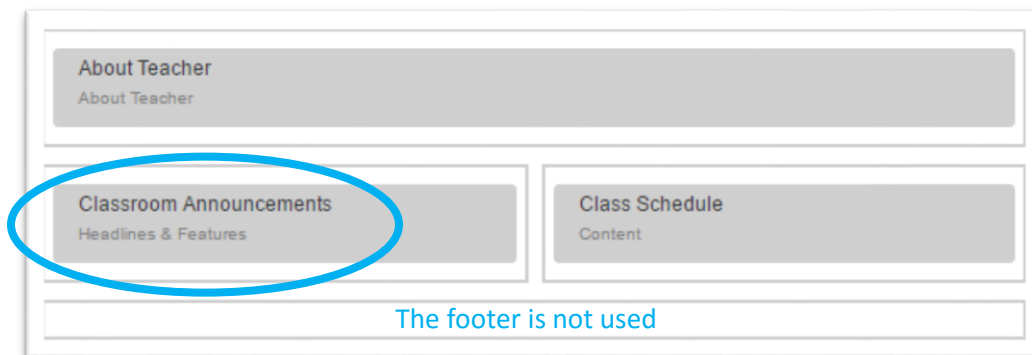 About Teacher
About Teacher
Classroom Announcements
Headlines & Features
Class Schedule
Content
The footer is not used